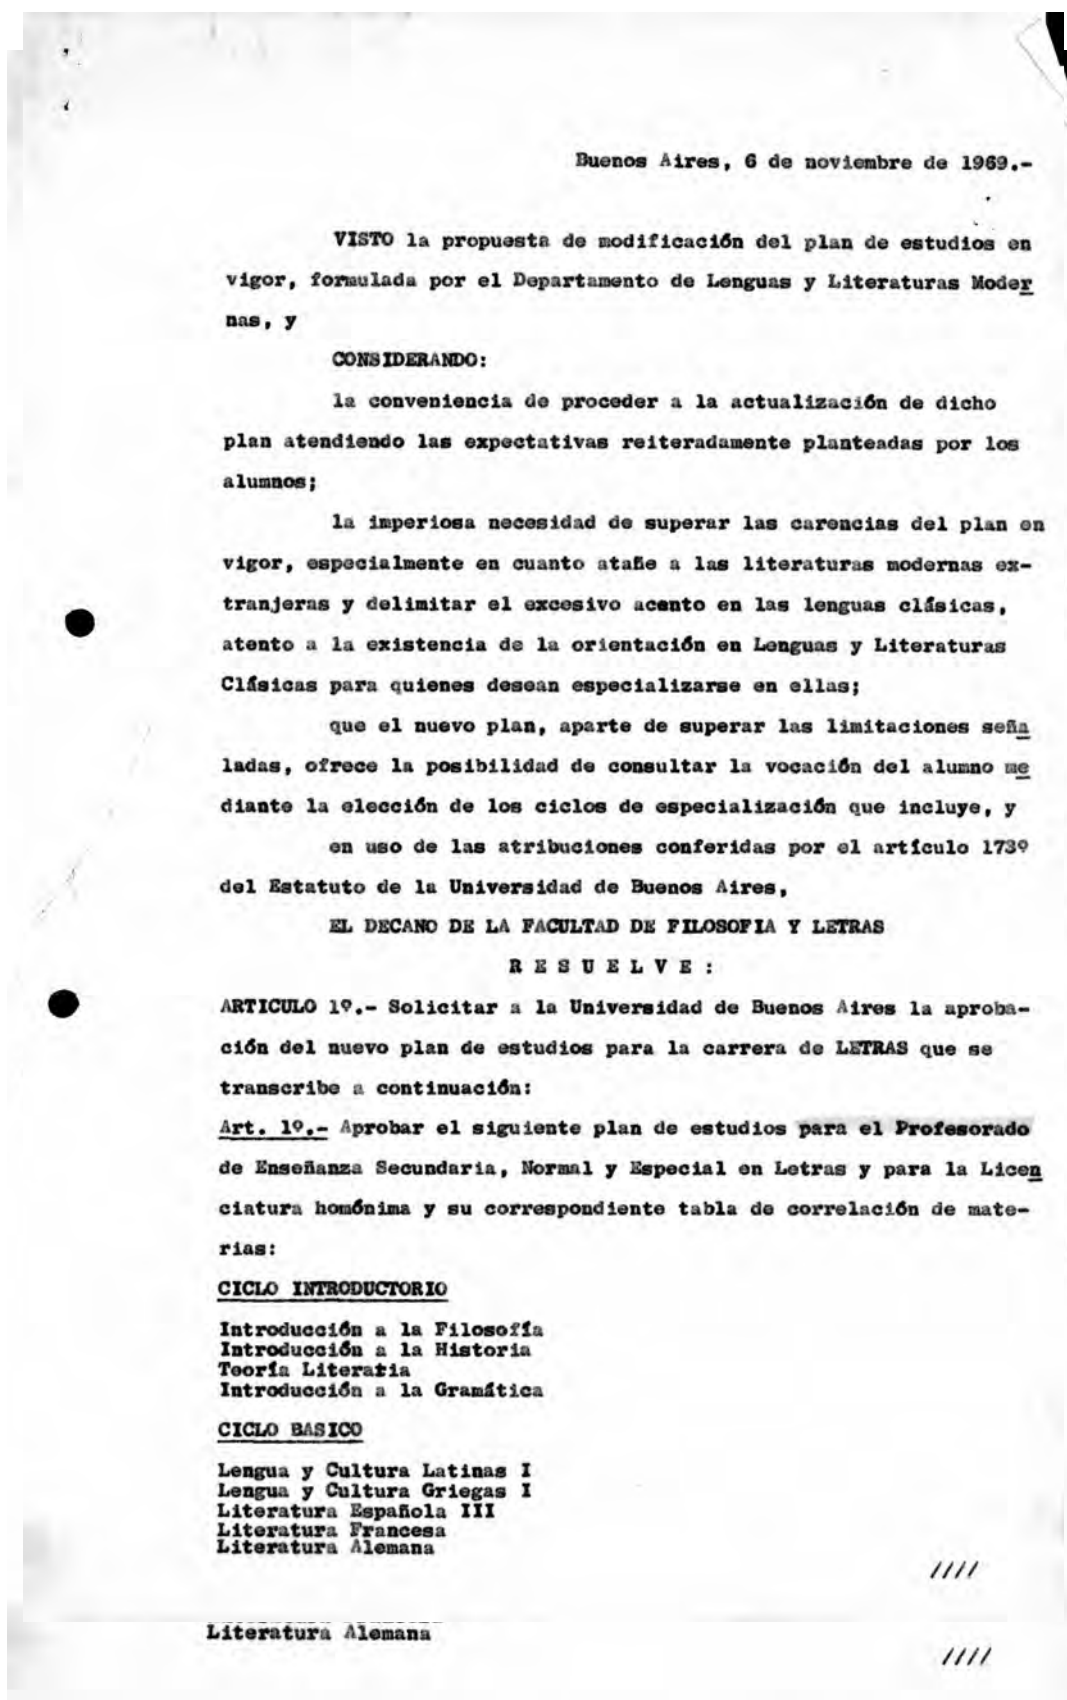 Buenos Aires, 6 de noviembre de 1969.-
VISTO la propuesta de modificación del plan de estudios en
vigor, formulada por el Departamento de Lenguas y Literaturas Moder
nas, y
CONSIDERANDO:
la conveniencia de proceder a la actualización de dicho
plan atendiendo las expectativas reiteradamente planteadas por los
alumnos;
la imperiosa necesidad de superar las carencias del plan en
vigor, especialmente en cuanto atañe a las literaturas modernas ex-
tranjeras y delimitar el excesivo acento en las lenguas clásicas,
atento a la existencia de la orientación en Lenguas y Literaturas
Clásicas para quienes desean especializarse en ellas;
que el nuevo plan, aparte de superar las limitaciones seña
ladas, ofrece la posibilidad de consultar la vocación del alumno me
diante la elección de los ciclos de especialización que incluye, y
en uso de las atribuciones conferidas por el artículo 173º
del Estatuto de la Universidad de Buenos Aires,
EL DECANO DE LA FACULTAD DE FILOSOFIA Y LETRAS
R E S U E L V E :
ARTICULO 1º.- Solicitar a la Universidad de Buenos Aires la aproba-
ción del nuevo plan de estudios para la carrera de LETRAS que se
transcribe a continuación:
Art. 1º.- Aprobar el siguiente plan de estudios para el Profesorado
de Enseñanza Secundaria, Normal y Especial en Letras y para la Licen
ciatura homónima y su correspondiente tabla de correlación de mate-
rias:
CICLO INTRODUCTORIO
Introducción a la Filosofía
Introducción a la Historia
Teoría Literatia
Introducción a la Gramática
CICLO BASICO
Lengua y Cultura Latinas I
Lengua y Cultura Griegas I
Literatura Española III
Literatura Francesa
Literatura Alemana
////
Literatura Alemana
////